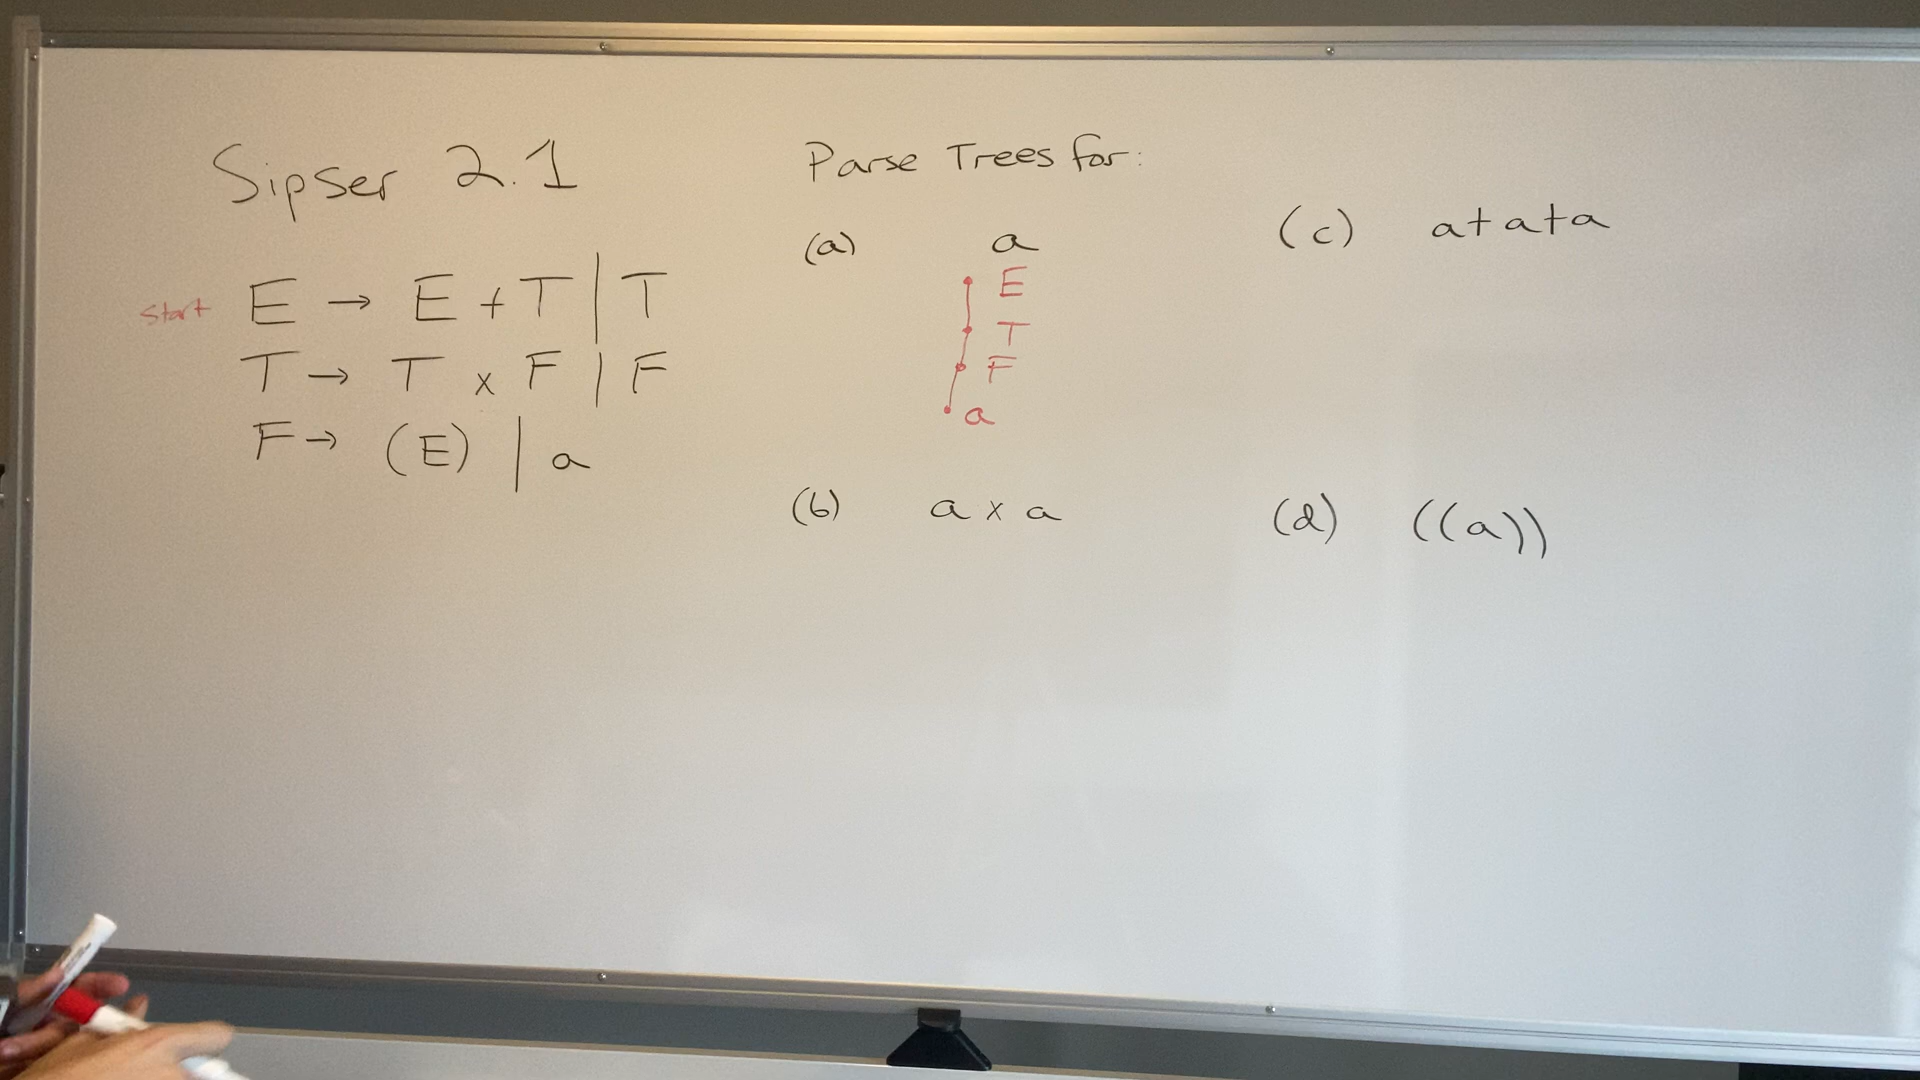 Sipser 2.1
start E → E + T | T
T → T x F | F
F → (E) | a
Parse Trees for:
(a) a
E
T
F
a
(b) a x a
(c) a+a+a
(d) ((a))